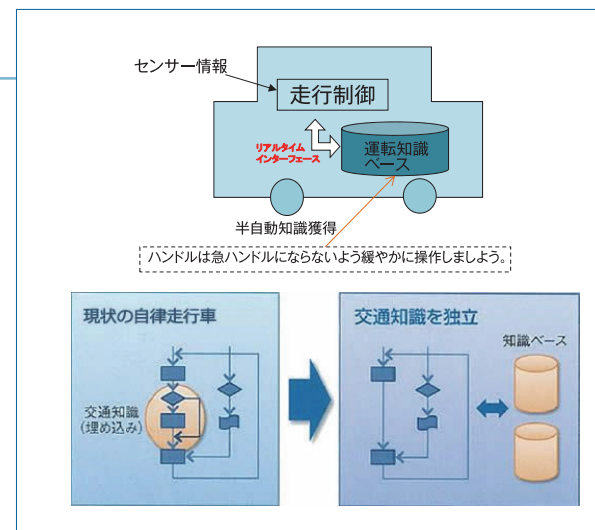 センサー情報
走行制御
リアルタイム
インターフェース
運転知識
ベース
半自動知識獲得
ハンドルは急ハンドルにならないよう緩やかに操作しましよう。
現状の自律走行車
交通知識
(埋め込み)
交通知識を独立
知識ベース